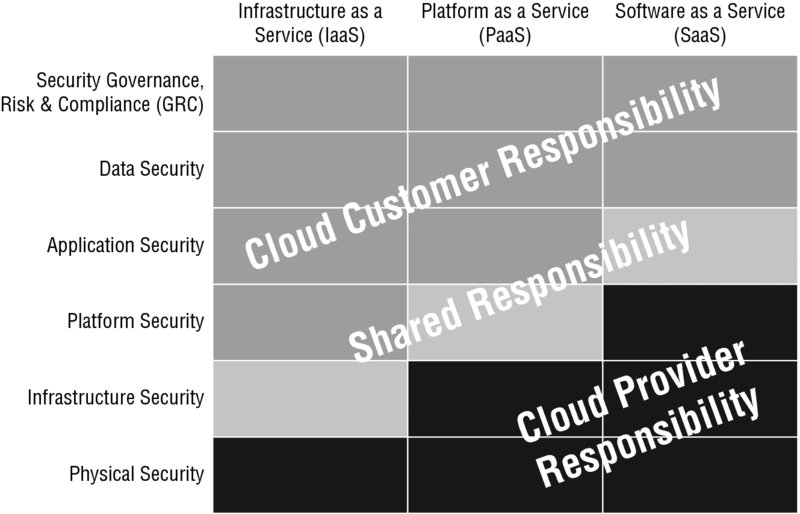 Infrastructure as a
Service (IaaS)
Platform as a Service
(PaaS)
Software as a Service
(SaaS)
Security Governance,
Risk & Compliance (GRC)
Data Security
Application Security
Platform Security
Infrastructure Security
Physical Security
Cloud Customer Responsibility
Shared Responsibility
Cloud Provider
Responsibility